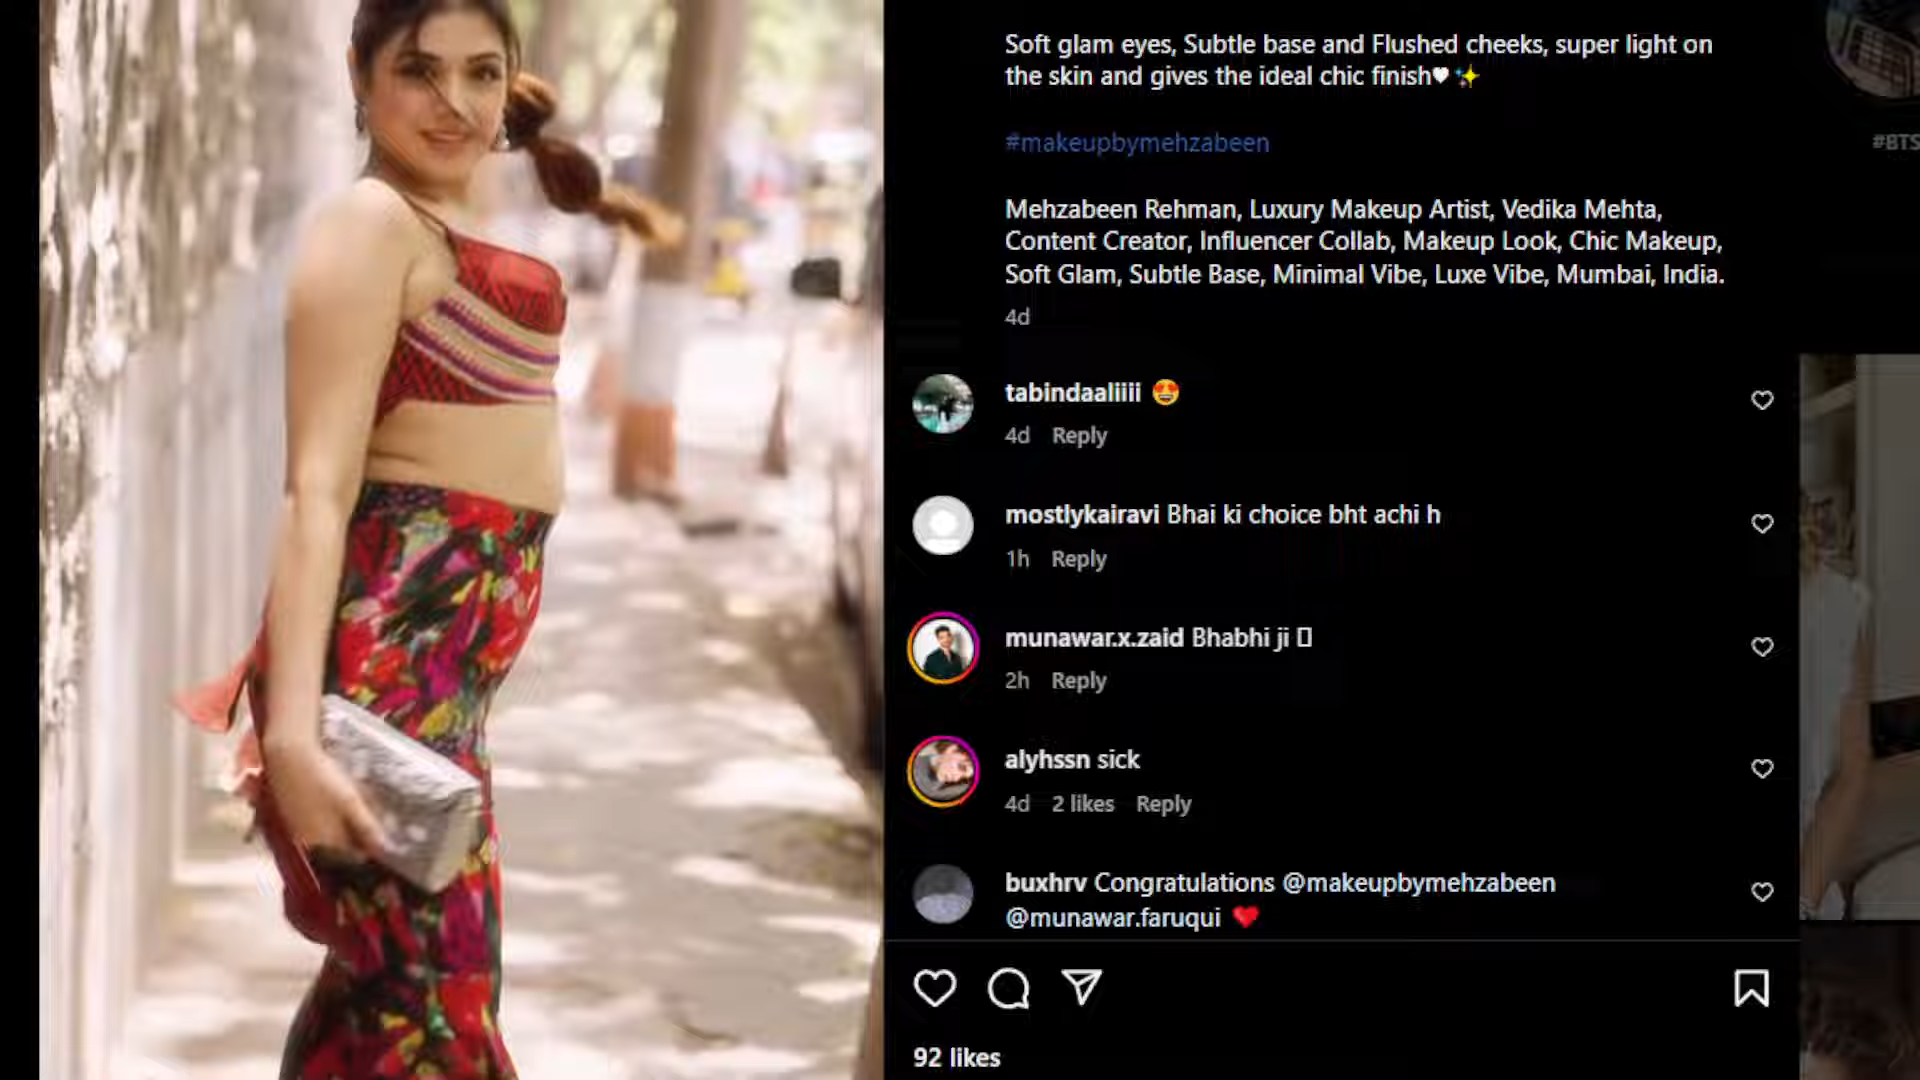 Soft glam eyes, Subtle base and Flushed cheeks, super light on
the skin and gives the ideal chic finish🖤✨
#makeupbymehzabeen
#BTS
Mehzabeen Rehman, Luxury Makeup Artist, Vedika Mehta,
Content Creator, Influencer Collab, Makeup Look, Chic Makeup,
Soft Glam, Subtle Base, Minimal Vibe, Luxe Vibe, Mumbai, India.
4d
tabindaaliiii 😍
4d Reply
mostlykairavi Bhai ki choice bht achi h
1h Reply
munawar.x.zaid Bhabhi ji
2h Reply
alyhssn sick
4d 2 likes Reply
buxhrv Congratulations @makeupbymehzabeen
@munawar.faruqui ❤️
92 likes